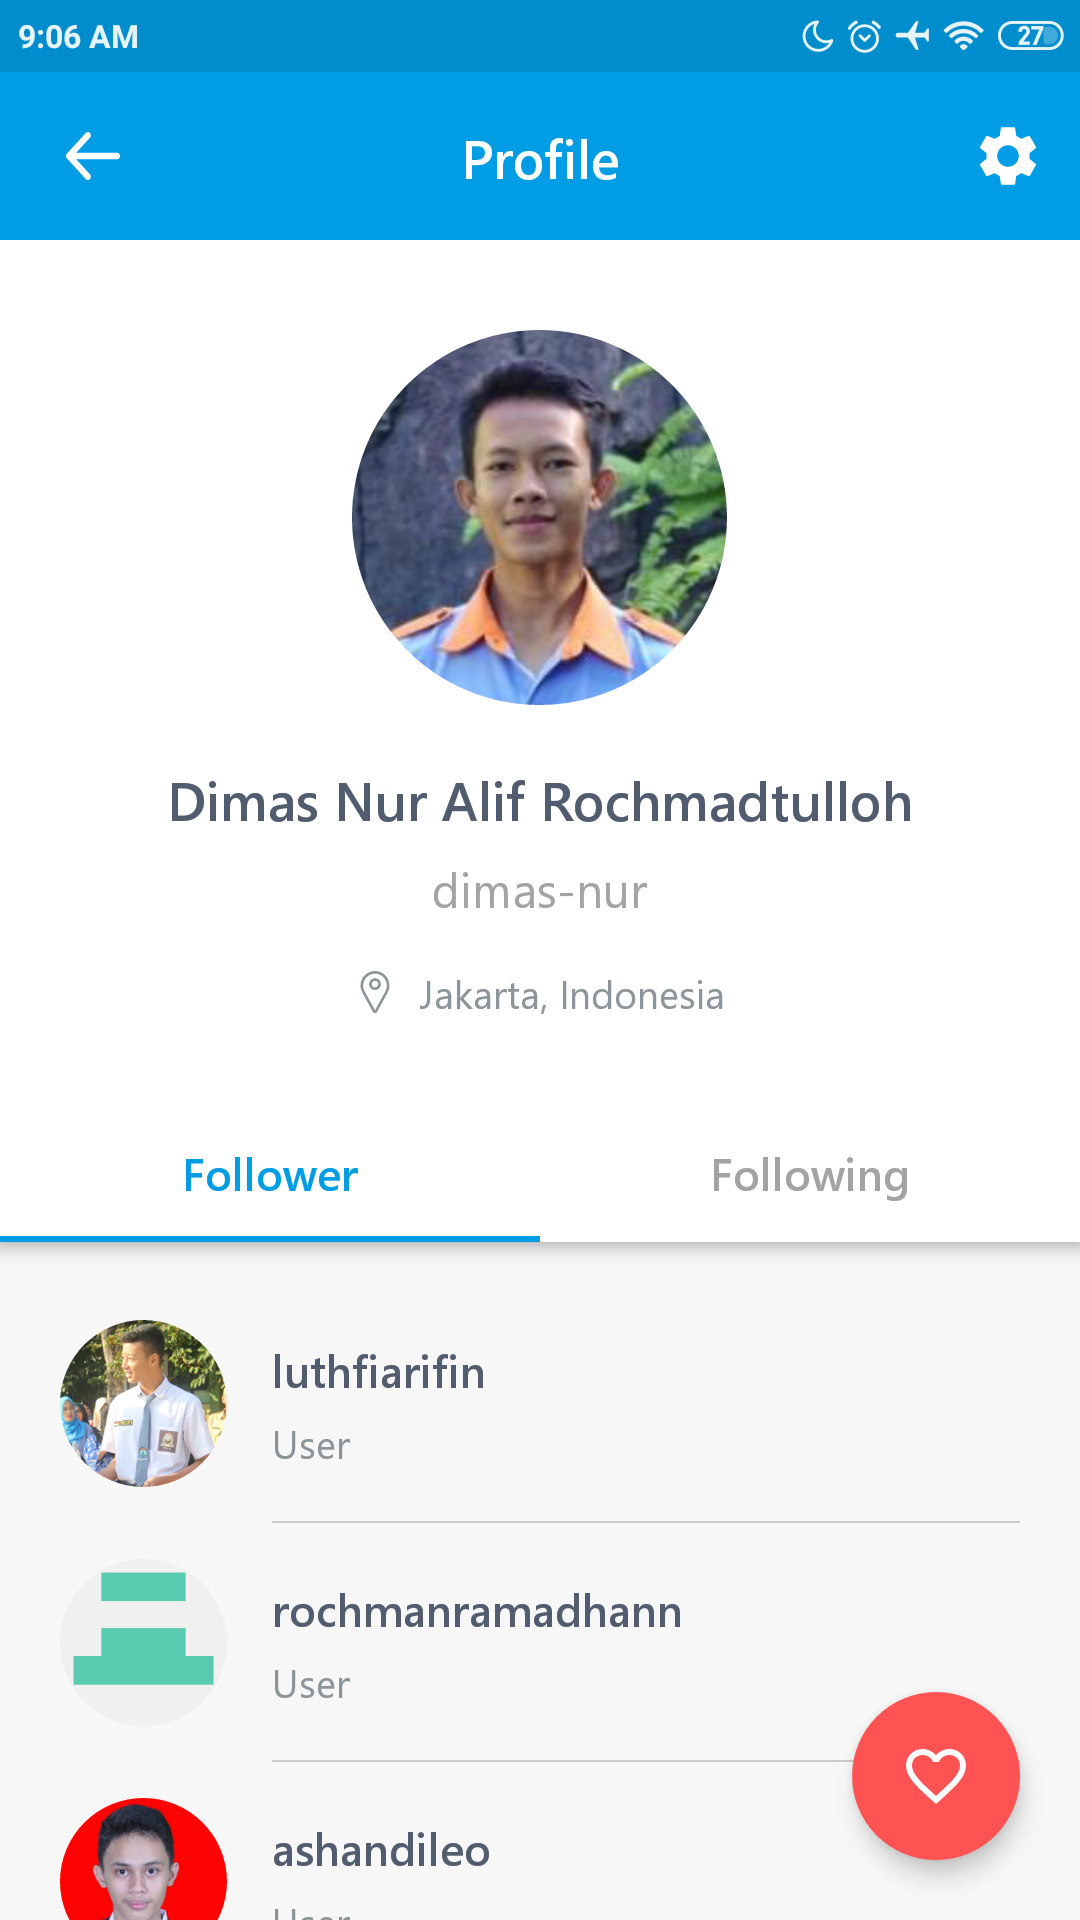 9:06 AM 27
Profile
Dimas Nur Alif Rochmadtulloh
dimas-nur
Jakarta, Indonesia
Follower Following
luthfiarifin
User
rochmanramadhann
User
ashandileo
User